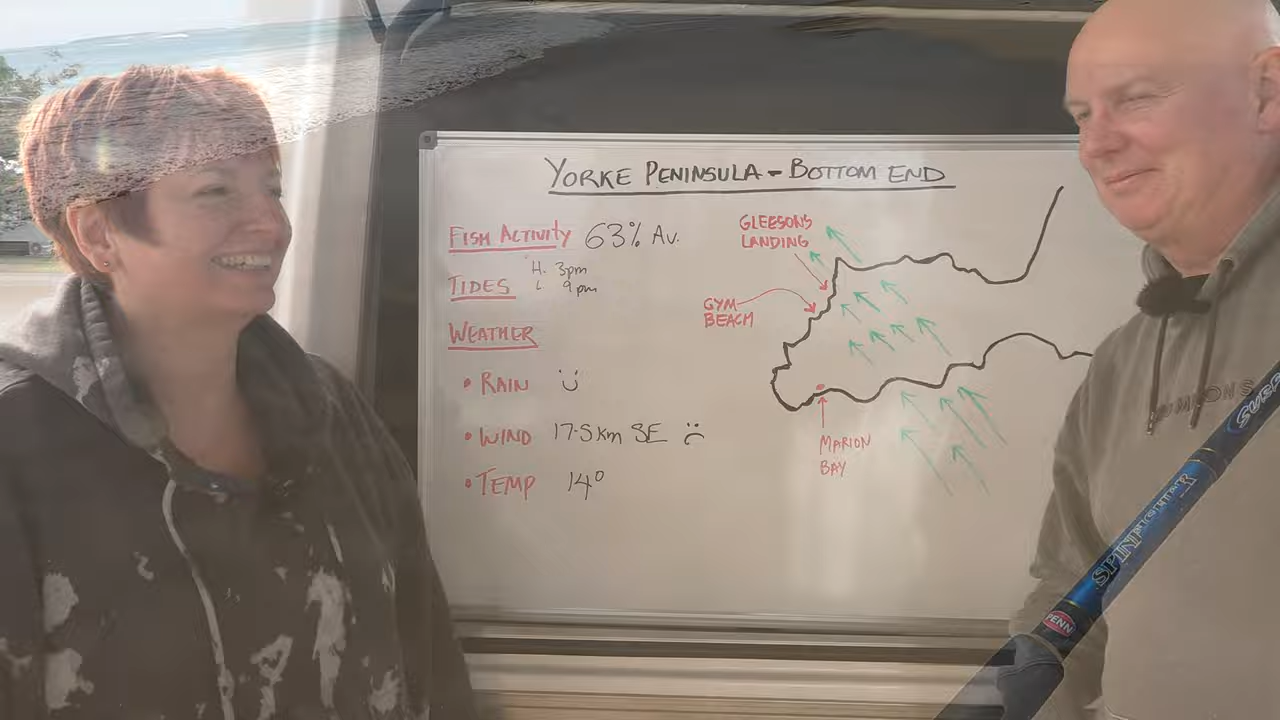 YORKE PENINSULA - BOTTOM END
FISH ACTIVITY 63% AV.
TIDES H. 3pm
L 9pm
WEATHER
• RAIN
• WIND 17.5km SE
• TEMP 14°
GLEESONS
LANDING
GYM
BEACH
MARION
BAY
SPINFISHER
PENN